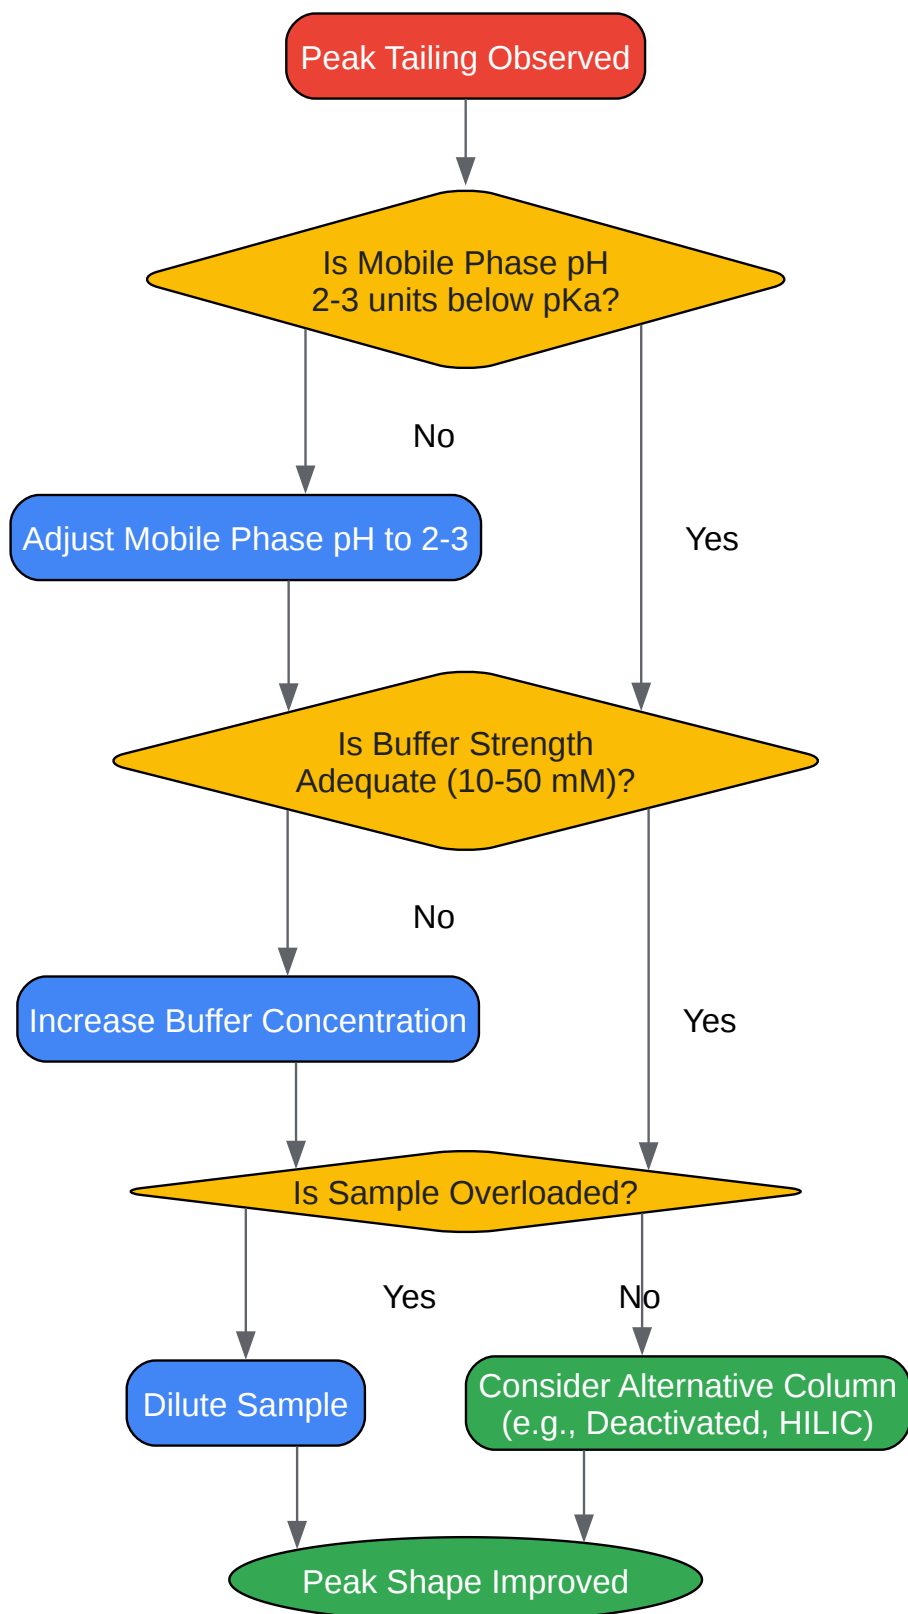 Peak Tailing Observed
Is Mobile Phase pH
2-3 units below pKa?
No
Adjust Mobile Phase pH to 2-3
Yes
Is Buffer Strength
Adequate (10-50 mM)?
No
Increase Buffer Concentration
Yes
Is Sample Overloaded?
Yes
No
Dilute Sample
Consider Alternative Column
(e.g., Deactivated, HILIC)
Peak Shape Improved